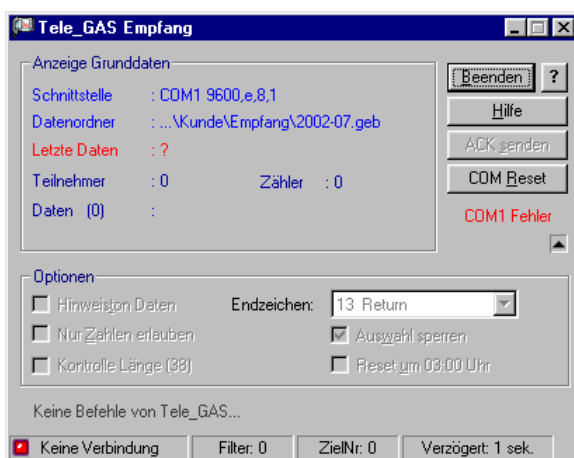 Tele_GAS Empfang
Anzeige Grunddaten
Schnittstelle : COM1 9600,e,8,1
Datenordner : ...\Kunde\Empfang\2002-07.geb
Letzte Daten : ?
Teilnehmer : 0 Zähler : 0
Daten (0) :
Beenden ?
Hilfe
ACK senden
COM Reset
COM1 Fehler
Optionen
Hinweiston Daten Endzeichen: 13 Return
Nur Zahlen erlauben Auswahl sperren
Kontrolle Länge (38) Reset um 03:00 Uhr
Keine Befehle von Tele_GAS...
Keine Verbindung Filter: 0 ZielNr: 0 Verzögert: 1 sek.